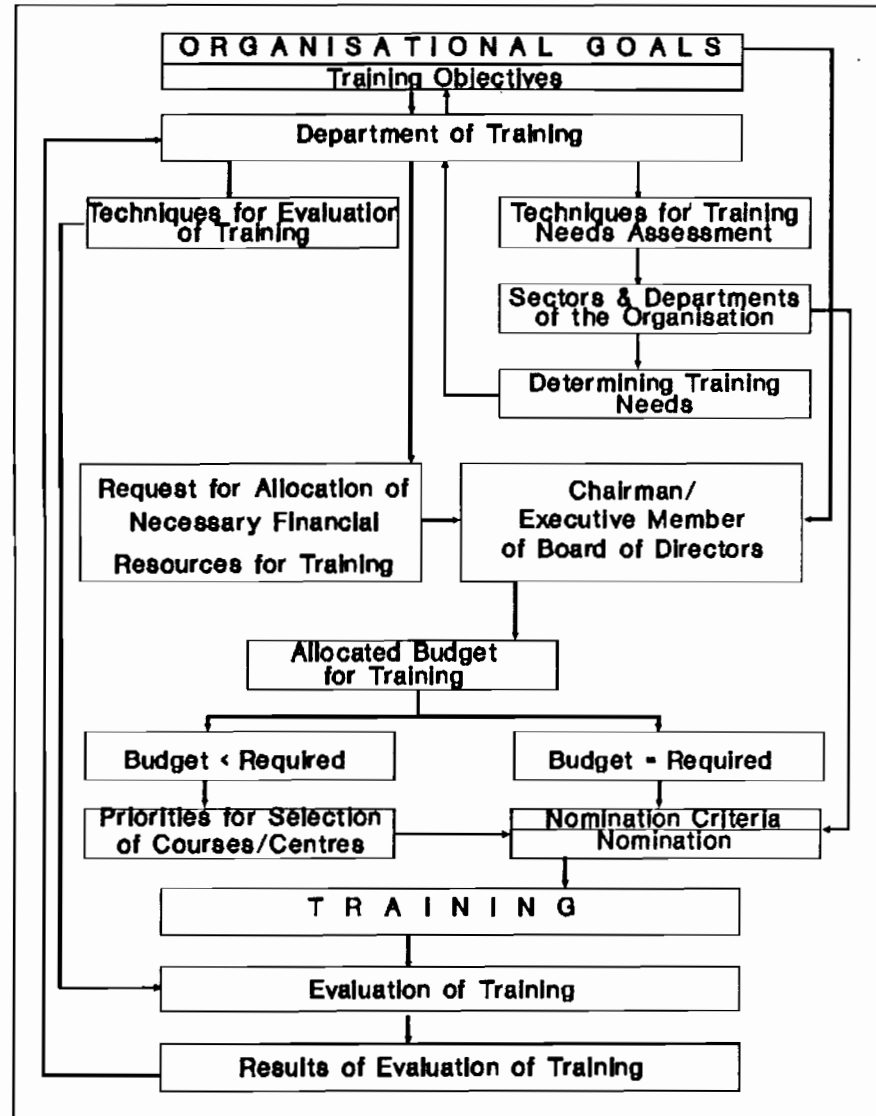 ORGANISATIONAL GOALS
Training Objectives
Department of Training
Techniques for Evaluation
of Training
Techniques for Training
Needs Assessment
Sectors & Departments
of the Organisation
Determining Training
Needs
Request for Allocation of
Necessary Financial
Resources for Training
Chairman/
Executive Member
of Board of Directors
Allocated Budget
for Training
Budget < Required
Budget = Required
Priorities for Selection
of Courses/Centres
Nomination Criteria
Nomination
TRAINING
Evaluation of Training
Results of Evaluation of Training